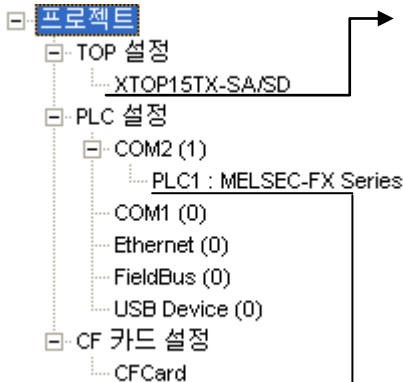 프로젝트
TOP 설정
XTOP15TX-SA/SD
PLC 설정
COM2 (1)
PLC1 : MELSEC-FX Series
COM1 (0)
Ethernet (0)
FieldBus (0)
USB Device (0)
CF 카드 설정
CFCard